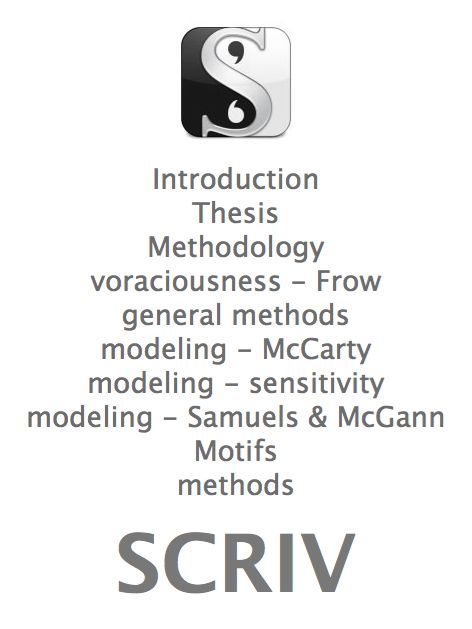 Introduction
Thesis
Methodology
voraciousness – Frow
general methods
modeling – McCarty
modeling – sensitivity
modeling – Samuels & McGann
Motifs
methods
SCRIV